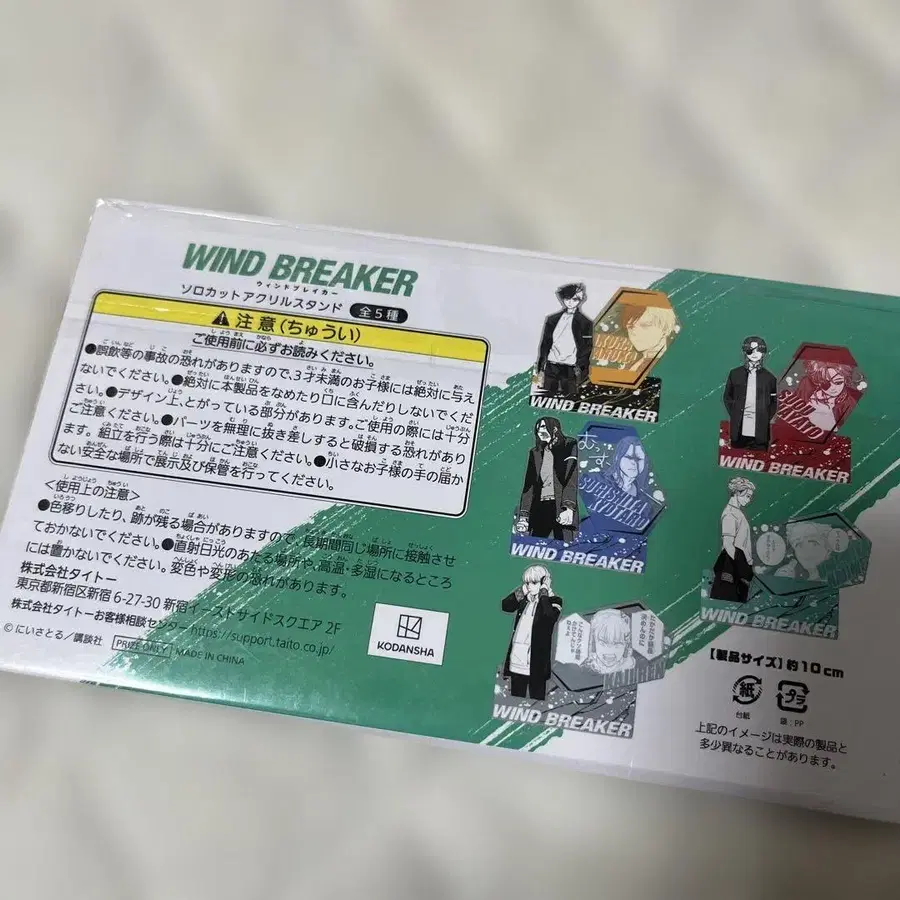 WIND BREAKER
ウィンドブレイカー
ソロカットアクリルスタンド 全5種
⚠注意(ちゅうい)
ご使用前に必ずお読みください。
●誤飲等の事故の恐れがありますので、3才未満のお子様には絶対に与え
ないでください。●絶対に本製品をなめたり口に含んだりしないでくだ
さい。●デザイン上、とがっている部分があります。ご使用の際には十分
ご注意ください。●パーツを無理に抜き差しすると破損する恐れがあり
ます。組立を行う際は十分にご注意ください。●小さなお子様の手の届か
ない安全な場所で展示及び保管を行ってください。
<使用上の注意>
●色移りしたり、跡が残る場合がありますので、長期間同じ場所に接触させ
ておかないでください。●直射日光のあたる場所や、高温・多湿になるところ
には置かないでください。変色や変形の恐れがあります。
株式会社タイトー
東京都新宿区新宿 6-27-30 新宿イーストサイドスクエア 2F
株式会社タイトーお客様相談センター https://support.taito.co.jp/
©にいさとる/講談社
PRIZE ONLY MADE IN CHINA
KODANSHA
WIND BREAKER
WIND BREAKER
むっず
WIND BREAKER
WIND BREAKER
WIND BREAKER
【製品サイズ】約10cm
紙
台紙
プラ
袋:PP
上記のイメージは実際の製品と
多少異なることがあります。